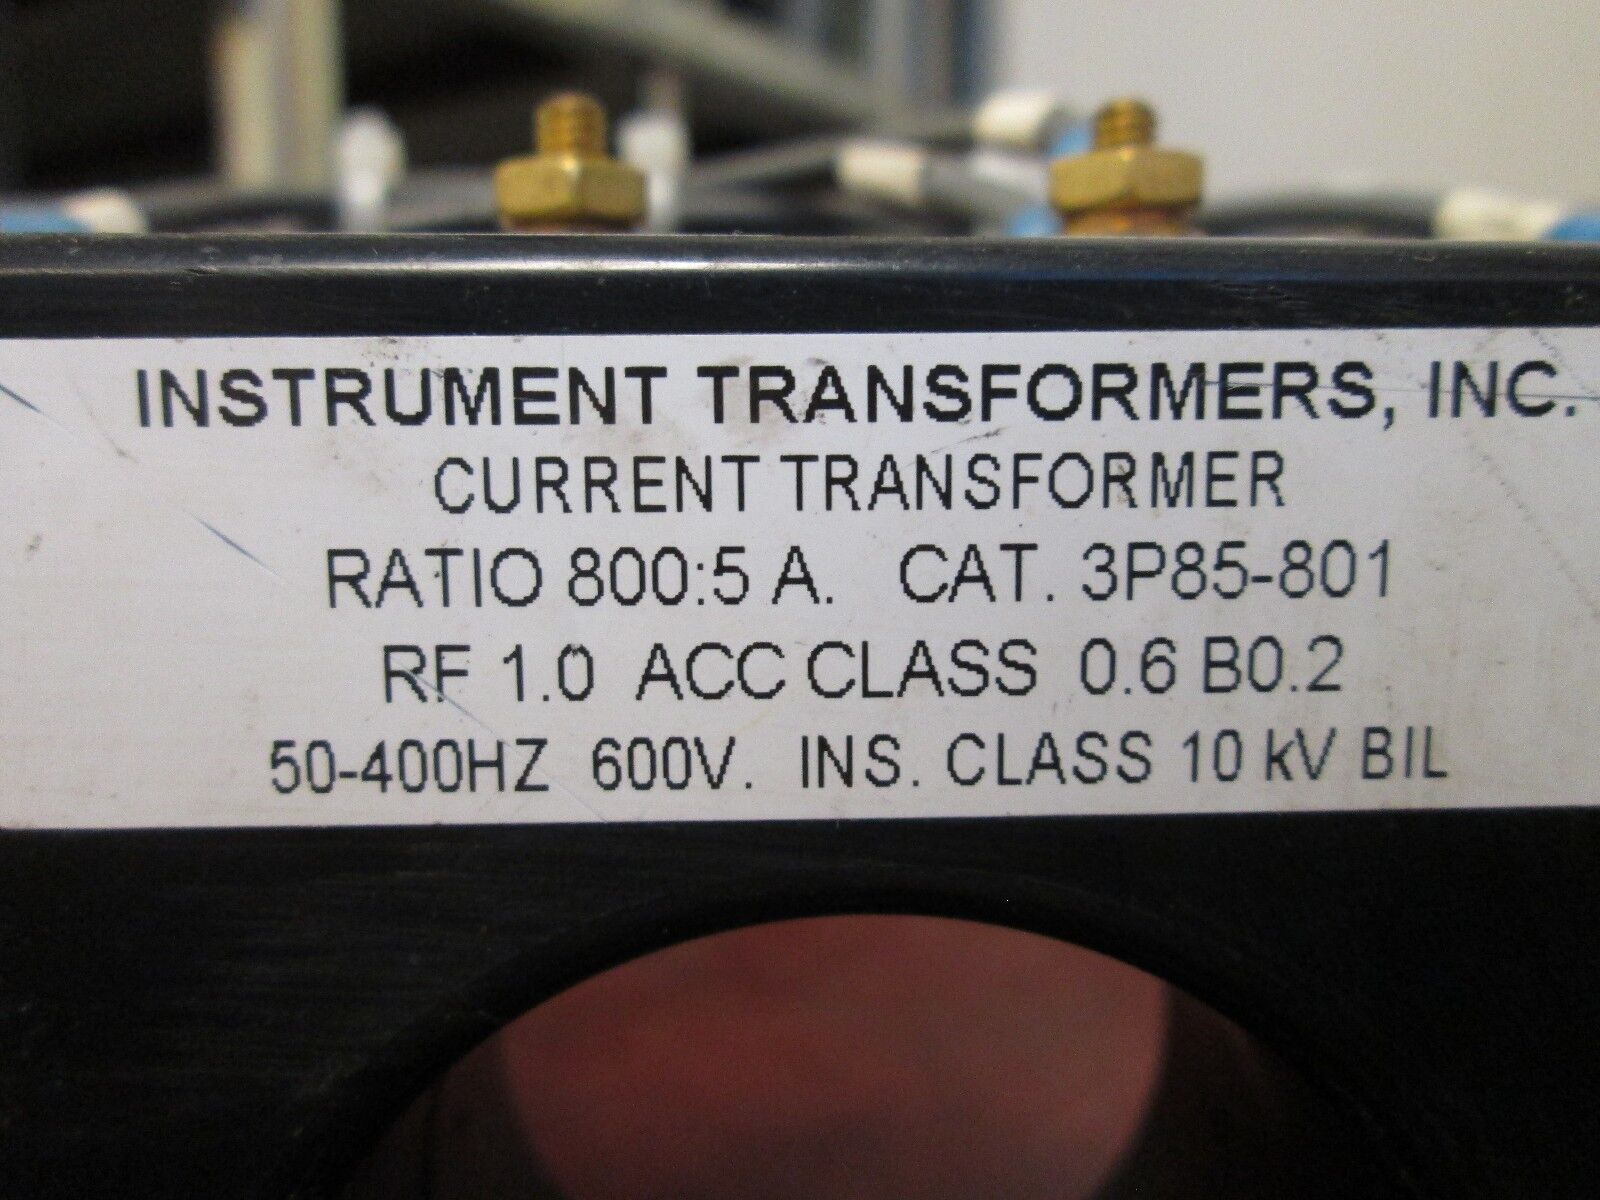 INSTRUMENT TRANSFORMERS, INC.
CURRENT TRANSFORMER
RATIO 800:5 A. CAT. 3P85-801
RF 1.0 ACC CLASS 0.6 B0.2
50-400HZ 600V. INS. CLASS 10 kV BIL